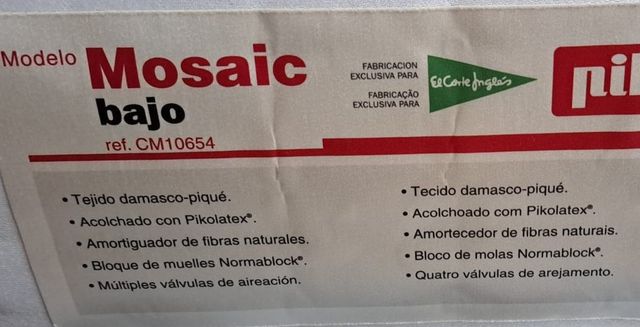 Modelo Mosaic
bajo
ref. CM10654
FABRICACION
EXCLUSIVA PARA
FABRICAÇÃO
EXCLUSIVA PARA
El Corte Inglés
pi
• Tejido damasco-piqué.
• Acolchado con Pikolatex®.
• Amortiguador de fibras naturales.
• Bloque de muelles Normablock®.
• Múltiples válvulas de aireación.
• Tecido damasco-piqué.
• Acolchoado com Pikolatex®.
• Amortecedor de fibras naturais.
• Bloco de molas Normablock®.
• Quatro válvulas de arejamento.